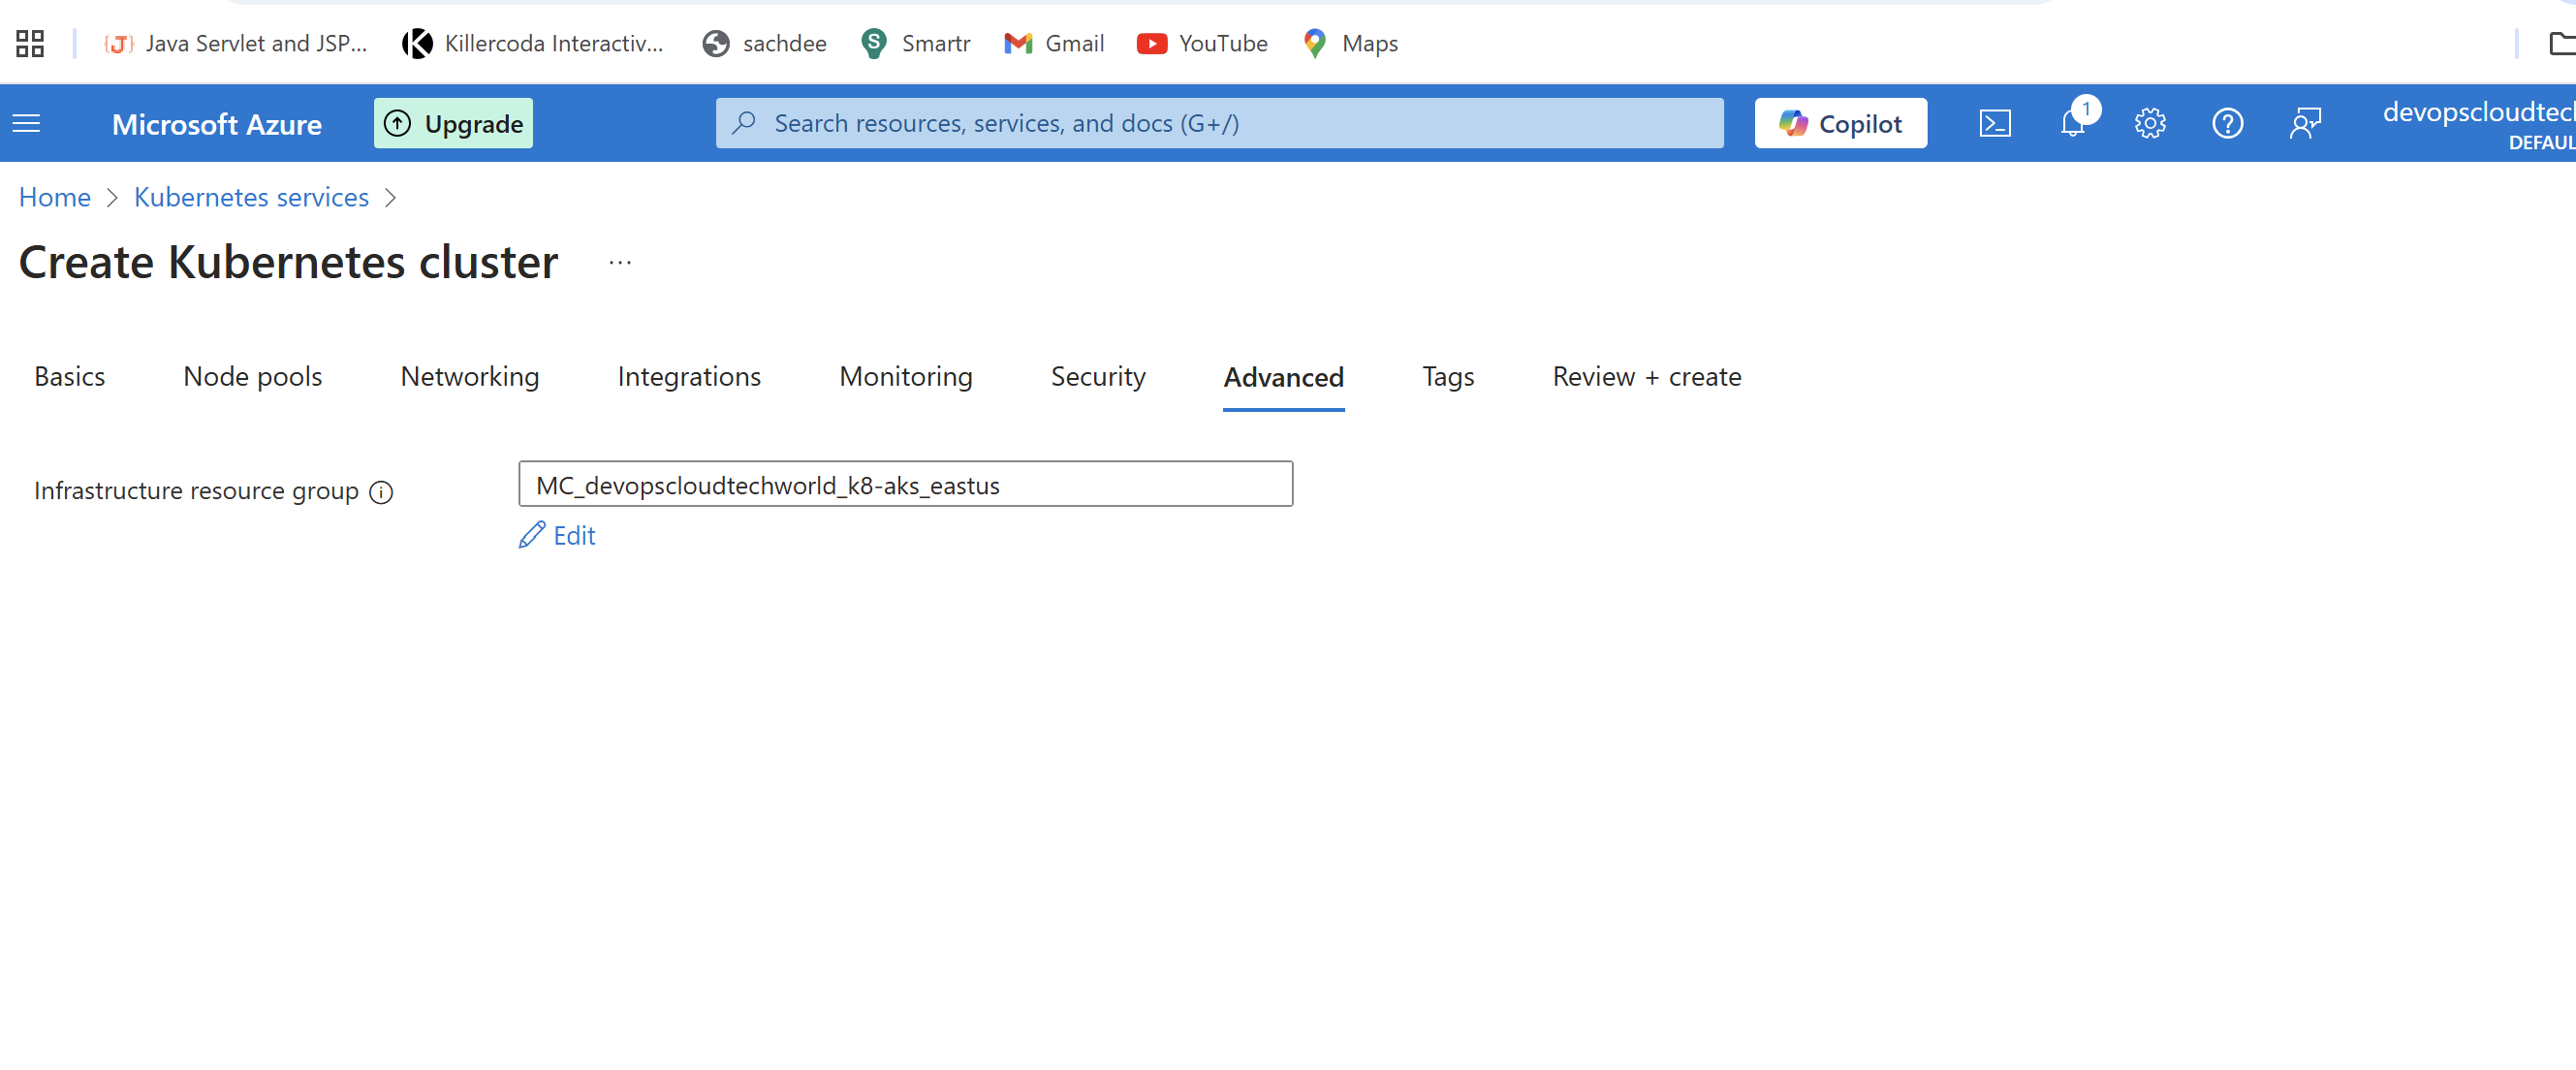 Java Servlet and JSP... Killercoda Interactiv... sachdee Smartr Gmail YouTube Maps
Microsoft Azure Upgrade Search resources, services, and docs (G+/) Copilot 1 devopscloudtecl
DEFAUL
Home > Kubernetes services >
Create Kubernetes cluster ...
Basics Node pools Networking Integrations Monitoring Security Advanced Tags Review + create
Infrastructure resource group MC_devopscloudtechworld_k8-aks_eastus
Edit